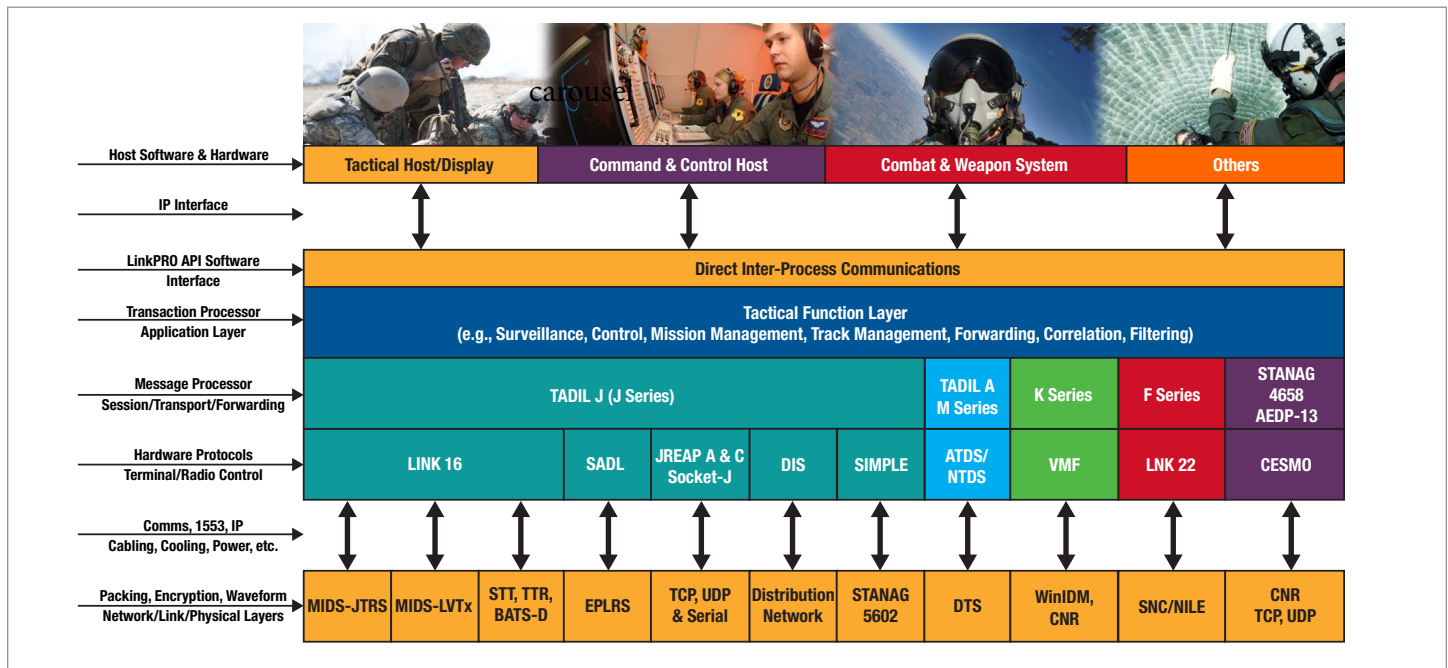 carousel
Host Software & Hardware
Tactical Host/Display
Command & Control Host
Combat & Weapon System
Others
IP Interface
LinkPRO API Software
Interface
Direct Inter-Process Communications
Transaction Processor
Application Layer
Tactical Function Layer
(e.g., Surveillance, Control, Mission Management, Track Management, Forwarding, Correlation, Filtering)
Message Processor
Session/Transport/Forwarding
TADIL J (J Series)
TADIL A
M Series
K Series
F Series
STANAG
4658
AEDP-13
Hardware Protocols
Terminal/Radio Control
LINK 16
SADL
JREAP A & C
Socket-J
DIS
SIMPLE
ATDS/
NTDS
VMF
LNK 22
CESMO
Comms, 1553, IP
Cabling, Cooling, Power, etc.
Packing, Encryption, Waveform
Network/Link/Physical Layers
MIDS-JTRS
MIDS-LVTx
STT, TTR,
BATS-D
EPLRS
TCP, UDP
& Serial
Distribution
Network
STANAG
5602
DTS
WinIDM,
CNR
SNC/NILE
CNR
TCP, UDP